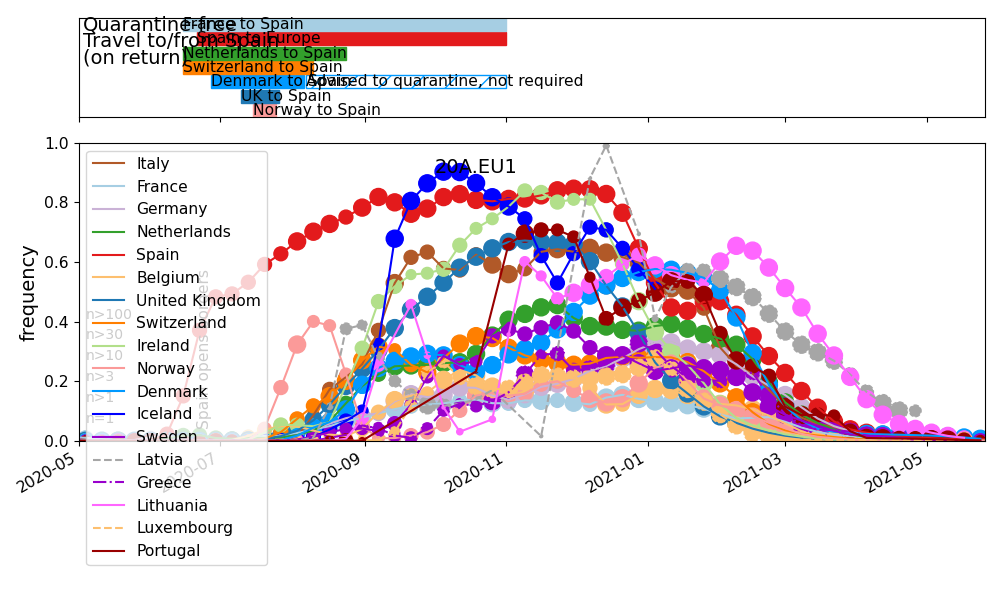 Quarantine-free
Travel to/from Spain
(on return)
France to Spain
Spain to Europe
Netherlands to Spain
Switzerland to Spain
Denmark to Spain
Advised to quarantine, not required
UK to Spain
Norway to Spain
20A.EU1
frequency
1.0
0.8
0.6
0.4
0.2
0.0
Italy
France
Germany
Netherlands
Spain
Belgium
United Kingdom
Switzerland
Ireland
Norway
Denmark
Iceland
Sweden
Latvia
Greece
Lithuania
Luxembourg
Portugal
n>100
n>30
n>10
n>3
n>1
n=1
Spain opens borders
2020-05
2020-07
2020-09
2020-11
2021-01
2021-03
2021-05